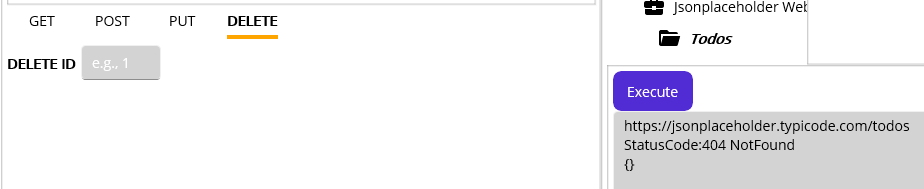 GET POST PUT DELETE
DELETE ID e.g., 1
Jsonplaceholder Web
Todos
Execute
https://jsonplaceholder.typicode.com/todos
StatusCode:404 NotFound
{}